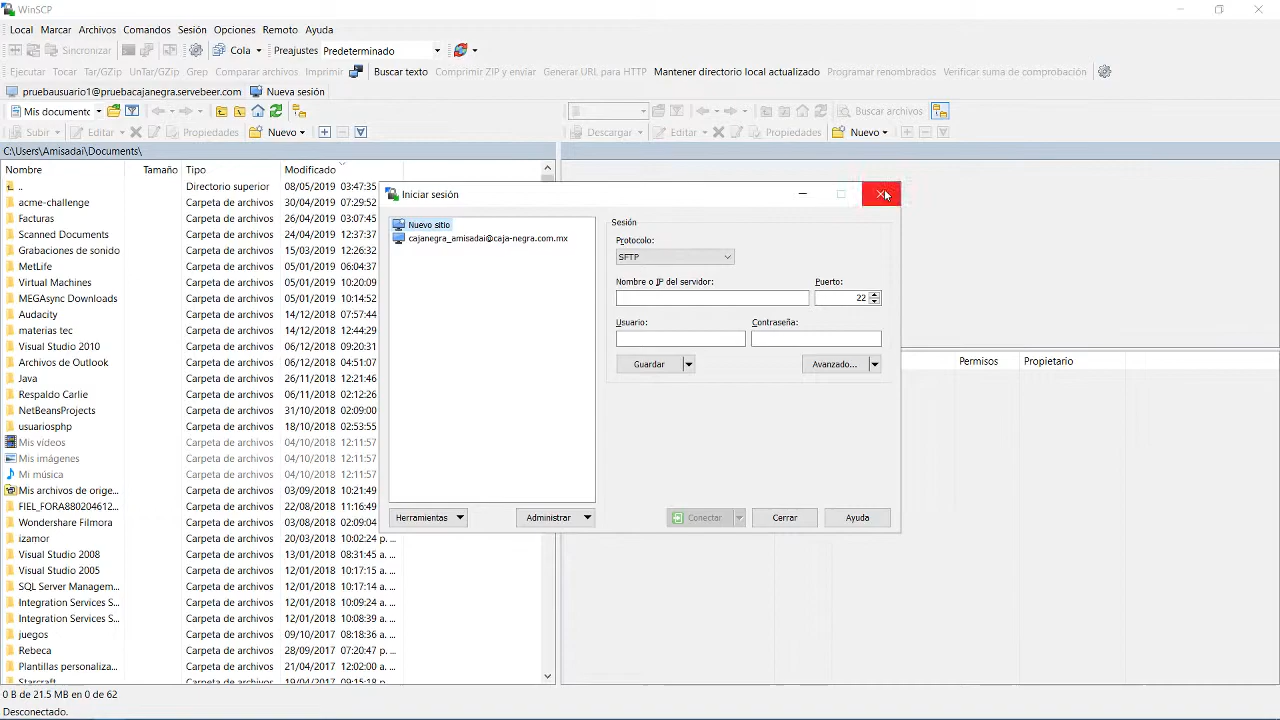 WinSCP
Local Marcar Archivos Comandos Sesión Opciones Remoto Ayuda
Sincronizar Cola Preajustes Predeterminado
Ejecutar Tocar Tar/GZip UnTar/GZip Grep Comparar archivos Imprimir Buscar texto Comprimir ZIP y enviar Generar URL para HTTP Mantener directorio local actualizado Programar renombrados Verificar suma de comprobación
pruebausuario1@pruebacajanegra.servebeer.com Nueva sesión
Mis documento Buscar archivos
Subir Editar Propiedades Nuevo Descargar Editar Propiedades Nuevo
C:\Users\Amisadai\Documents\
Nombre Tamaño Tipo Modificado
.. Directorio superior 08/05/2019 03:47:35
acme-challenge Carpeta de archivos 30/04/2019 07:29:52
Facturas Carpeta de archivos 26/04/2019 03:07:45
Scanned Documents Carpeta de archivos 24/04/2019 12:37:37
Grabaciones de sonido Carpeta de archivos 05/01/2019 05:15:53
MetLife Carpeta de archivos 05/01/2019 06:04:37
Virtual Machines Carpeta de archivos 05/01/2019 10:20:09
MEGAsync Downloads Carpeta de archivos 05/01/2019 10:14:52
Audacity Carpeta de archivos 14/12/2018 07:57:44
materias tec Carpeta de archivos 14/12/2018 12:44:29
Visual Studio 2010 Carpeta de archivos 06/12/2018 09:20:31
Archivos de Outlook Carpeta de archivos 06/12/2018 04:51:07
Java Carpeta de archivos 26/11/2018 12:21:32
Respaldo Carlie Carpeta de archivos 06/11/2018 02:12:26
NetBeansProjects Carpeta de archivos 31/10/2018 02:09:00
usuariosphp Carpeta de archivos 18/10/2018 02:53:55
Mis vídeos Carpeta de archivos 04/10/2018 12:11:57
Mis imágenes Carpeta de archivos 04/10/2018 12:11:57
Mi música Carpeta de archivos 04/10/2018 12:11:57
Mis archivos de orige... Carpeta de archivos 03/09/2018 10:21:49
FIEL_FORA880204612... Carpeta de archivos 22/08/2018 11:16:49
Wondershare Filmora Carpeta de archivos 03/08/2018 02:09:04
izamor Carpeta de archivos 20/03/2018 10:02:24 p. ...
Visual Studio 2008 Carpeta de archivos 13/01/2018 08:31:45 a. ...
Visual Studio 2005 Carpeta de archivos 12/01/2018 10:17:15 a. ...
SQL Server Managem... Carpeta de archivos 12/01/2018 10:17:14 a. ...
Integration Services S... Carpeta de archivos 12/01/2018 10:09:24 a. ...
Integration Services S... Carpeta de archivos 12/01/2018 10:08:39 a. ...
juegos Carpeta de archivos 09/10/2017 08:18:36 a. ...
Rebeca Carpeta de archivos 28/09/2017 07:20:47 p. ...
Plantillas personaliza... Carpeta de archivos 21/04/2017 12:02:00 a. ...
Starcraft Carpeta de archivos 19/04/2017 09:15:18 p. ...
Permisos Propietario
Iniciar sesión
Nuevo sitio
cajanegra_amisadai@caja-negra.com.mx
Sesión
Protocolo:
SFTP
Nombre o IP del servidor: Puerto:
22
Usuario: Contraseña:
Guardar Avanzado...
Herramientas Administrar Conectar Cerrar Ayuda
0 B de 21.5 MB en 0 de 62
Desconectado.